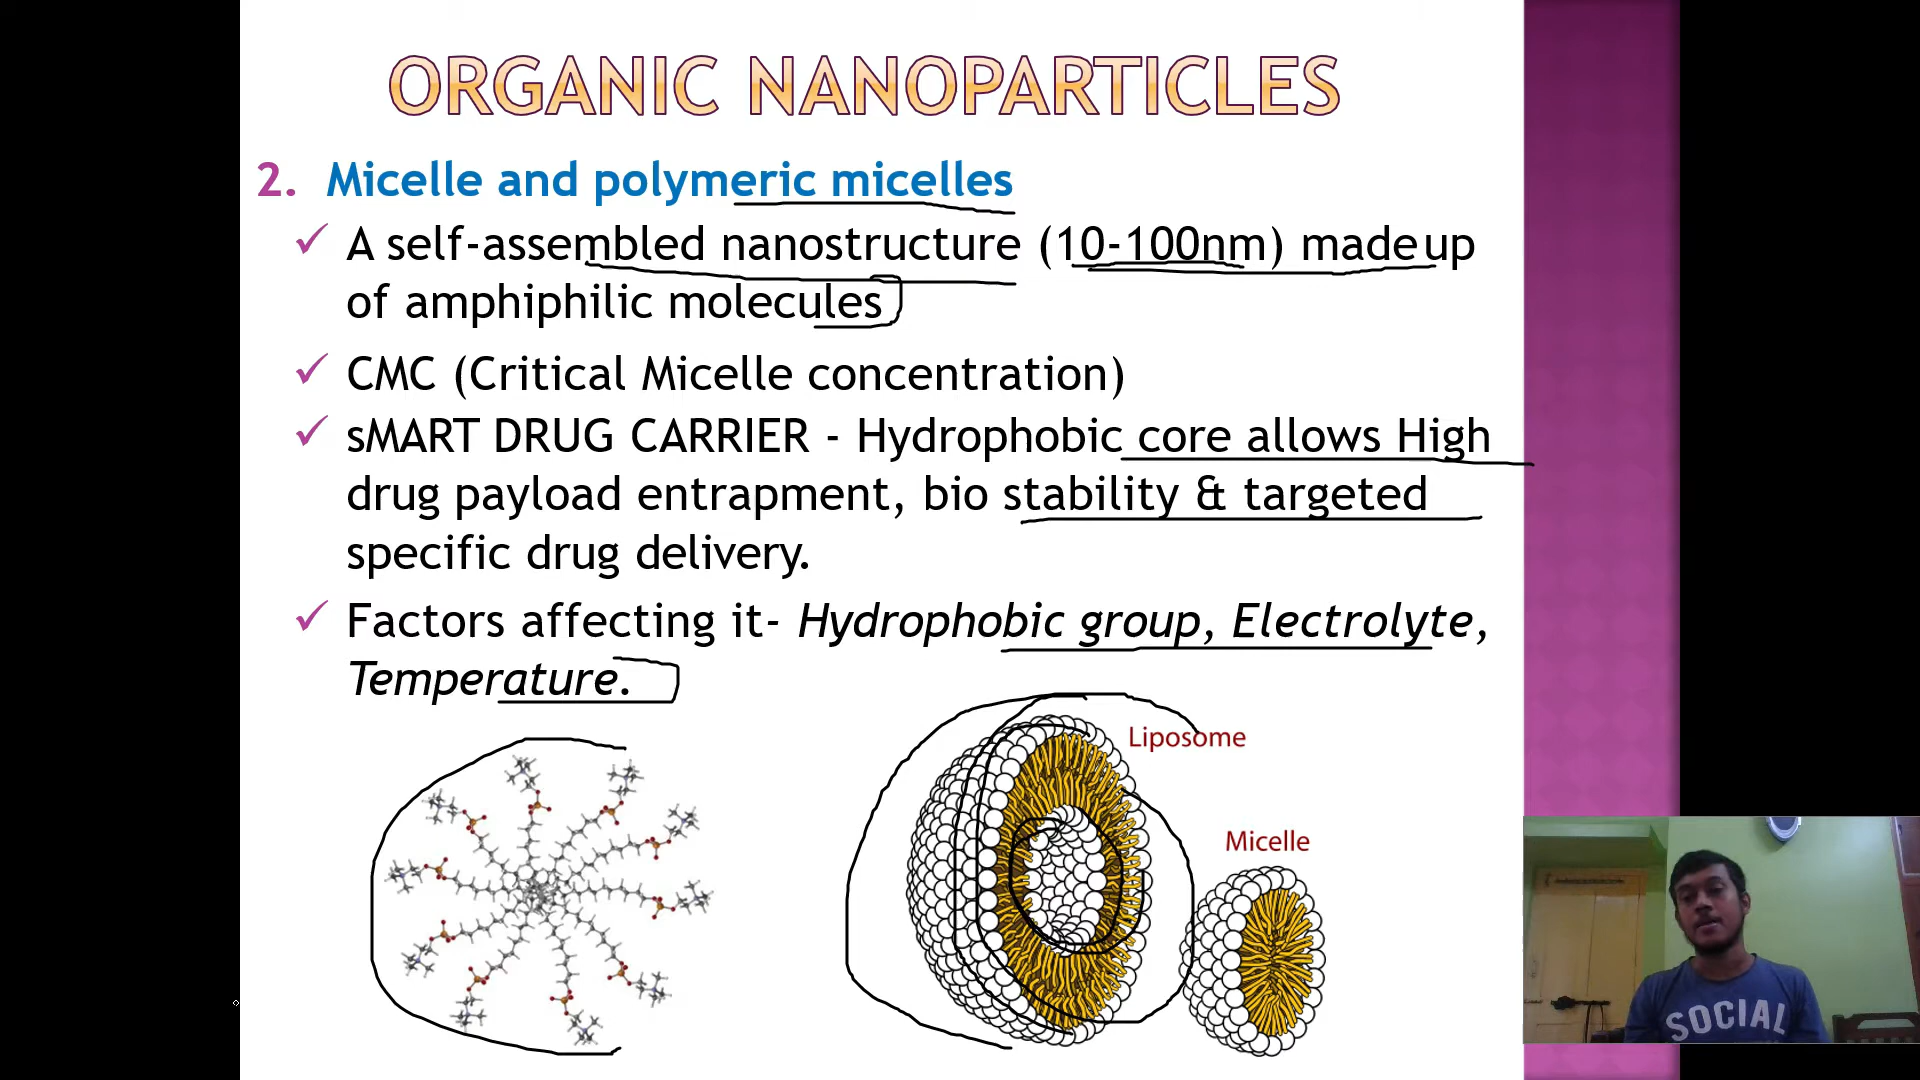 ORGANIC NANOPARTICLES
2. Micelle and polymeric micelles
✓ A self-assembled nanostructure (10-100nm) made up
of amphiphilic molecules
✓ CMC (Critical Micelle concentration)
✓ sMART DRUG CARRIER - Hydrophobic core allows High
drug payload entrapment, bio stability & targeted
specific drug delivery.
✓ Factors affecting it- Hydrophobic group, Electrolyte,
Temperature.
Liposome
Micelle
SOCIAL